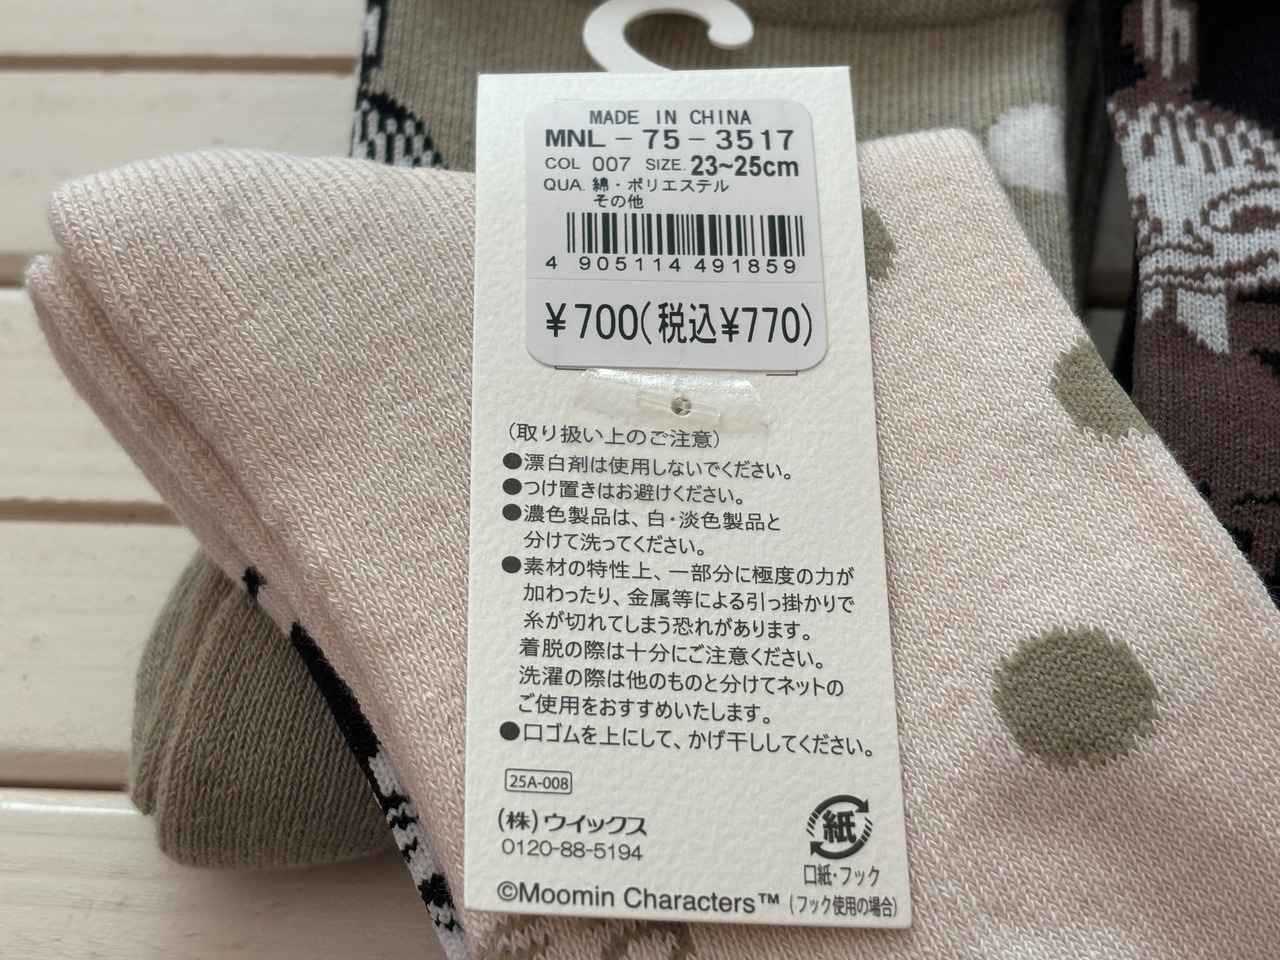 MADE IN CHINA
MNL-75-3517
COL 007 SIZE. 23~25cm
QUA. 綿・ポリエステル
その他
4 905114 491859
¥700(税込¥770)
(取り扱い上のご注意)
●漂白剤は使用しないでください。
●つけ置きはお避けください。
●濃色製品は、白・淡色製品と
分けて洗ってください。
●素材の特性上、一部分に極度の力が
加わったり、金属等による引っ掛かりで
糸が切れてしまう恐れがあります。
着脱の際は十分にご注意ください。
洗濯の際は他のものと分けてネットの
ご使用をおすすめいたします。
●口ゴムを上にして、かげ干ししてください。
25A-008
(株)ウイックス
0120-88-5194
©Moomin Characters™
紙
口紙・フック
(フック使用の場合)